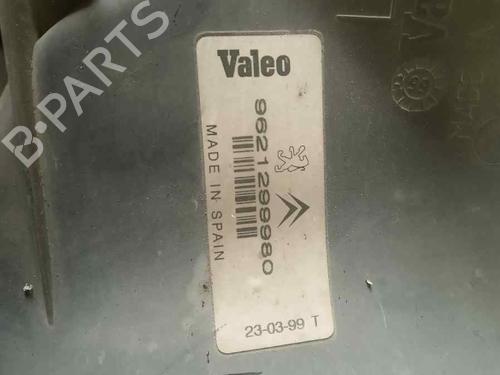 Valeo
9621299980
MADE IN SPAIN
23-03-99 T
B-PARTS